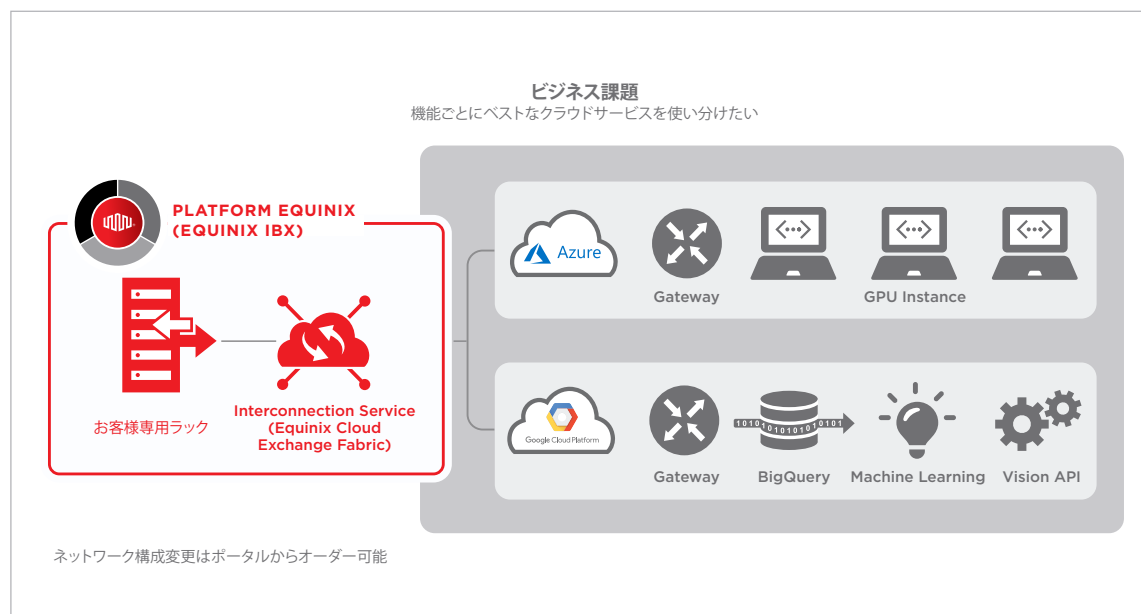 ビジネス課題
機能ごとにベストなクラウドサービスを使い分けたい
PLATFORM EQUINIX
(EQUINIX IBX)
お客様専用ラック
Interconnection Service
(Equinix Cloud
Exchange Fabric)
Azure
Gateway
GPU Instance
Google Cloud Platform
1010101010101010101
Gateway
BigQuery
Machine Learning
Vision API
ネットワーク構成変更はポータルからオーダー可能